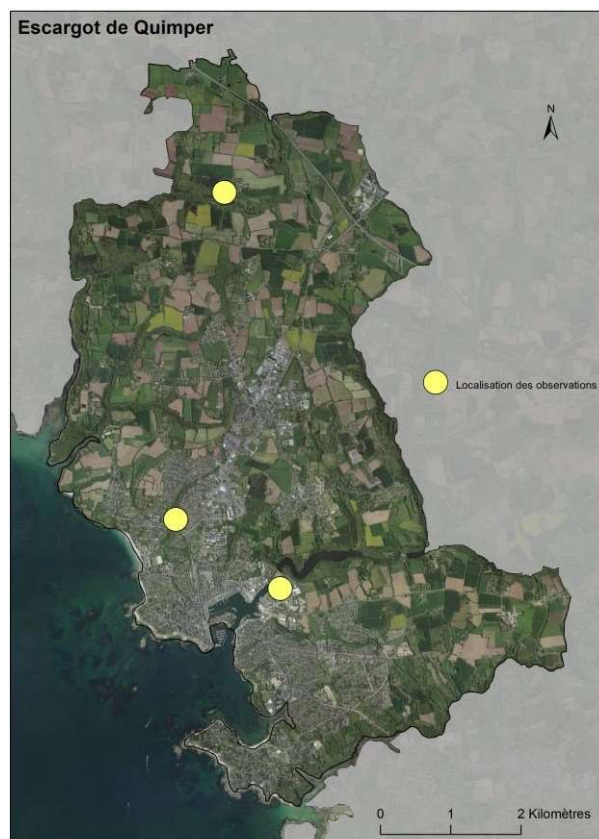 Escargot de Quimper
N
Localisation des observations
0 1 2 Kilomètres